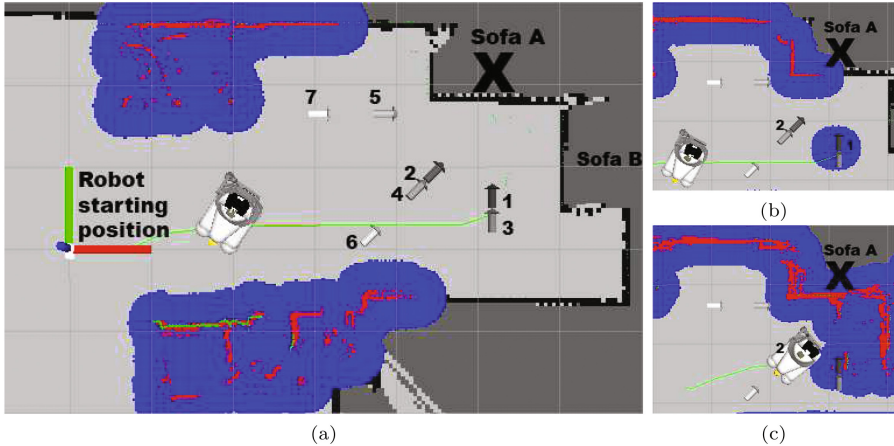 Sofa A
X
7
5
2
4
Sofa B
1
3
6
Robot
starting
position
(a)
Sofa A
X
2
1
(b)
Sofa A
X
2
(c)